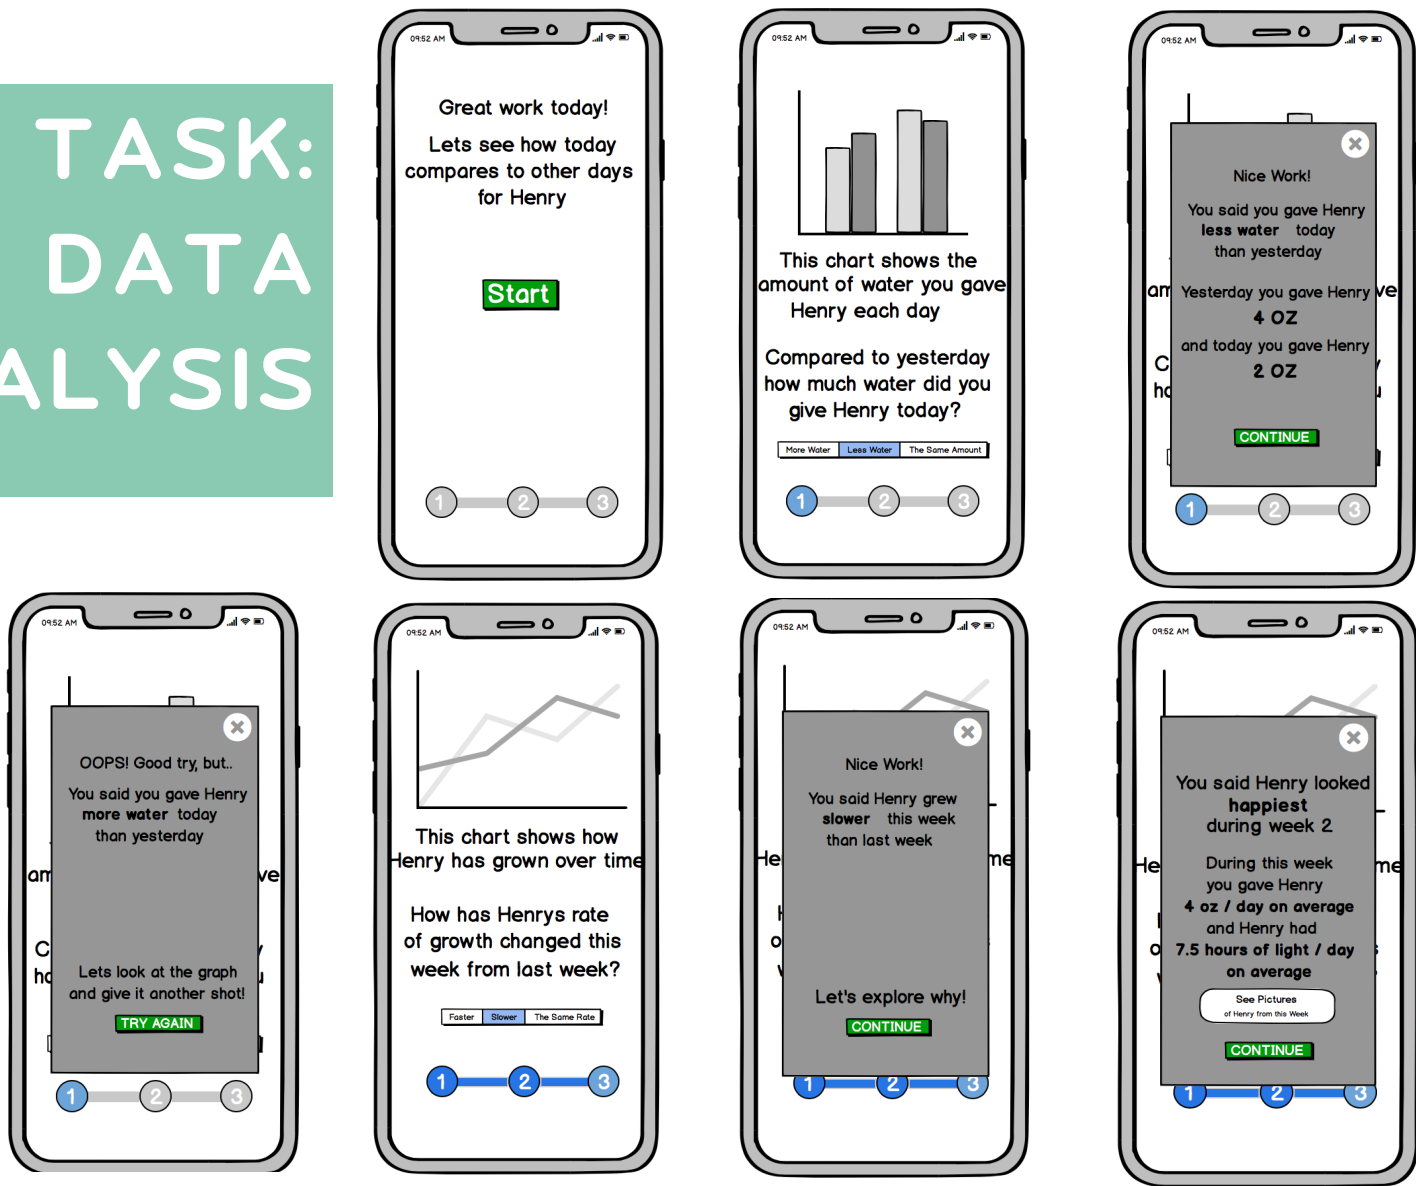 TASK:
DATA
ALYSIS
09:52 AM
Great work today!
Lets see how today
compares to other days
for Henry
Start
1 2 3
09:52 AM
This chart shows the
amount of water you gave
Henry each day
Compared to yesterday
how much water did you
give Henry today?
More Water Less Water The Same Amount
1 2 3
09:52 AM
Nice Work!
You said you gave Henry
less water today
than yesterday
am Yesterday you gave Henry ve
4 OZ
and today you gave Henry
2 OZ
CONTINUE
1 2 3
09:52 AM
OOPS! Good try, but..
You said you gave Henry
more water today
than yesterday
am ve
Lets look at the graph
and give it another shot!
TRY AGAIN
1 2 3
09:52 AM
This chart shows how
Henry has grown over time
How has Henrys rate
of growth changed this
week from last week?
Faster Slower The Same Rate
1 2 3
09:52 AM
Nice Work!
You said Henry grew
slower this week
than last week
He me
Let's explore why!
CONTINUE
1 2 3
09:52 AM
You said Henry looked
happiest
during week 2
He During this week me
you gave Henry
4 oz / day on average
and Henry had
7.5 hours of light / day
on average
See Pictures
of Henry from this Week
CONTINUE
1 2 3